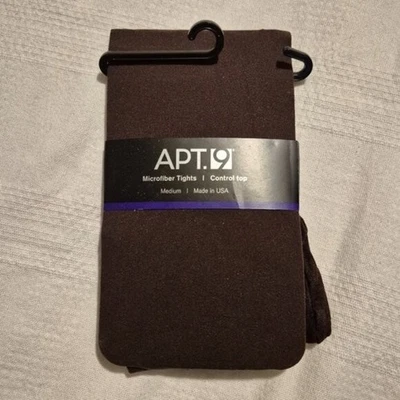 APT.9
Microfiber Tights | Control top
Medium | Made in USA